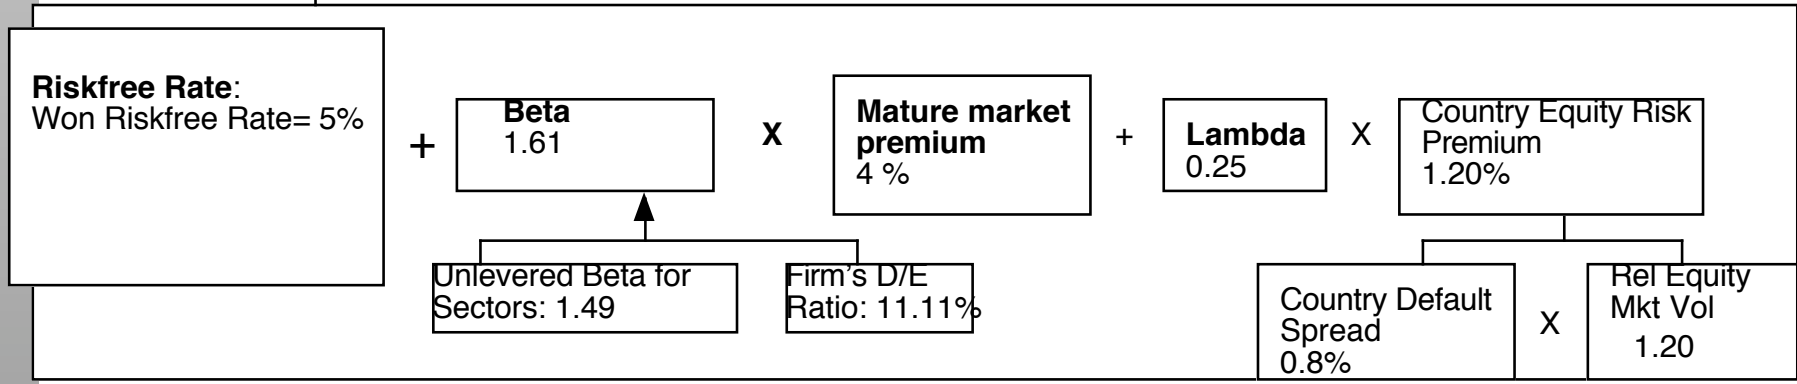 Riskfree Rate:
Won Riskfree Rate= 5%
+
Beta
1.61
X
Mature market
premium
4 %
+
Lambda
0.25
X
Country Equity Risk
Premium
1.20%
Unlevered Beta for
Sectors: 1.49
Firm's D/E
Ratio: 11.11%
Country Default
Spread
0.8%
X
Rel Equity
Mkt Vol
1.20